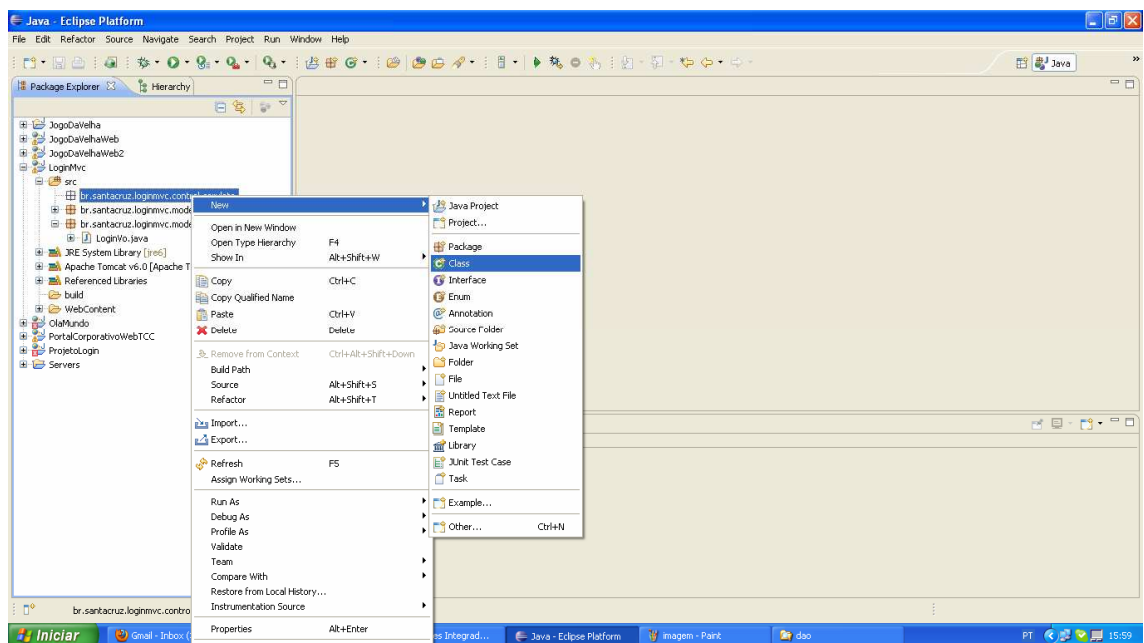 Java - Eclipse Platform
File Edit Refactor Source Navigate Search Project Run Window Help
Java
Package Explorer
Hierarchy
JogoDaVelha
JogoDaVelhaWeb
JogoDaVelhaWeb2
LoginMvc
src
br.santacruz.loginmvc.control.servlets
br.santacruz.loginmvc.mode
br.santacruz.loginmvc.mode
LoginVo.java
JRE System Library [jre6]
Apache Tomcat v6.0 [Apache T
Referenced Libraries
build
WebContent
OlaMundo
PortalCorporativoWebTCC
ProjetoLogin
Servers
New
Open in New Window
Open Type Hierarchy F4
Show In Alt+Shift+W
Copy Ctrl+C
Copy Qualified Name
Paste Ctrl+V
Delete Delete
Remove from Context Ctrl+Alt+Shift+Down
Build Path
Source Alt+Shift+S
Refactor Alt+Shift+T
Import...
Export...
Refresh F5
Assign Working Sets...
Run As
Debug As
Profile As
Validate
Team
Compare With
Restore from Local History...
Instrumentation Source
Properties Alt+Enter
Java Project
Project...
Package
Class
Interface
Enum
Annotation
Source Folder
Java Working Set
Folder
File
Untitled Text File
Report
Template
Library
JUnit Test Case
Task
Example...
Other... Ctrl+N
br.santacruz.loginmvc.contro
Iniciar
Gmail - Inbox (
es Integrad...
Java - Eclipse Platform
imagem - Paint
dao
PT
15:59